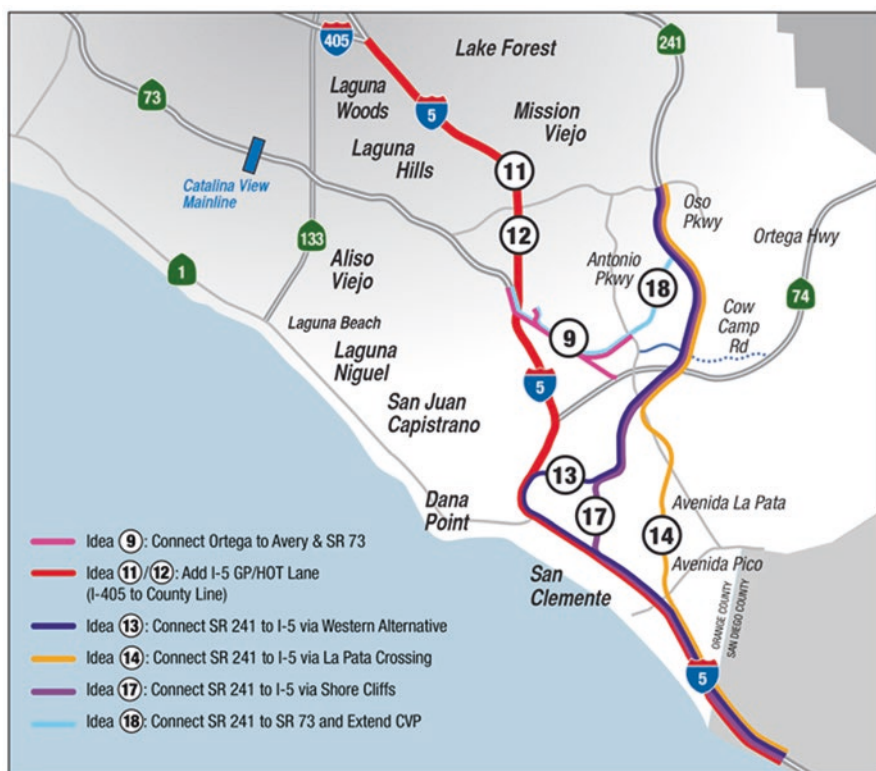 405
Lake Forest
241
73
Laguna
Woods
5
Mission
Viejo
Laguna
Hills
11
Catalina View
Mainline
Oso
Pkwy
12
133
Ortega Hwy
1
Aliso
Viejo
Antonio
Pkwy
18
74
Cow
Camp
Rd
Laguna Beach
9
Laguna
Niguel
5
San Juan
Capistrano
13
Dana
Point
Avenida La Pata
17
14
Avenida Pico
San
Clemente
ORANGE COUNTY
SAN DIEGO COUNTY
5
Idea 9: Connect Ortega to Avery & SR 73
Idea 11/12: Add I-5 GP/HOT Lane
(I-405 to County Line)
Idea 13: Connect SR 241 to I-5 via Western Alternative
Idea 14: Connect SR 241 to I-5 via La Pata Crossing
Idea 17: Connect SR 241 to I-5 via Shore Cliffs
Idea 18: Connect SR 241 to SR 73 and Extend CVP